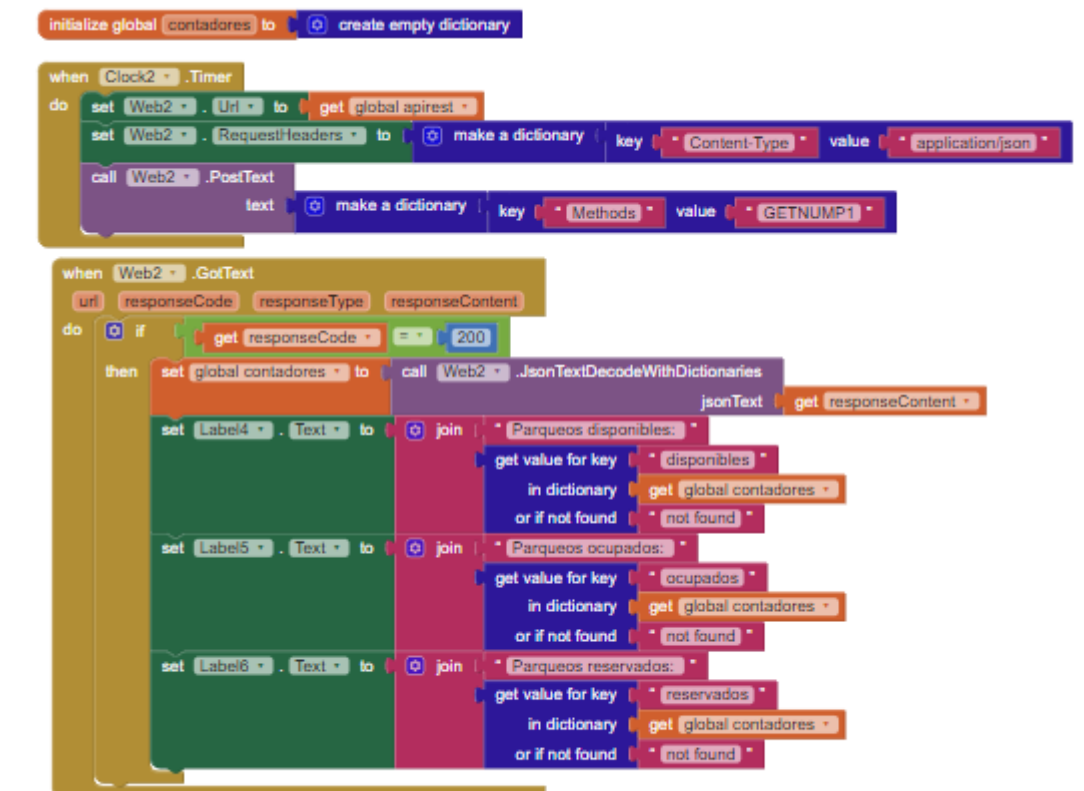 initialize global contadores to create empty dictionary
when Clock2 .Timer
do set Web2 . Url to get global apirest
set Web2 . RequestHeaders to make a dictionary key " Content-Type " value " application/json "
call Web2 .PostText
text make a dictionary key " Methods " value " GETNUMP1 "
when Web2 .GotText
url responseCode responseType responseContent
do if get responseCode = 200
then set global contadores to call Web2 .JsonTextDecodeWithDictionaries
jsonText get responseContent
set Label4 . Text to join " Parqueos disponibles: "
get value for key " disponibles "
in dictionary get global contadores
or if not found " not found "
set Label5 . Text to join " Parqueos ocupados: "
get value for key " ocupados "
in dictionary get global contadores
or if not found " not found "
set Label6 . Text to join " Parqueos reservados: "
get value for key " reservados "
in dictionary get global contadores
or if not found " not found "